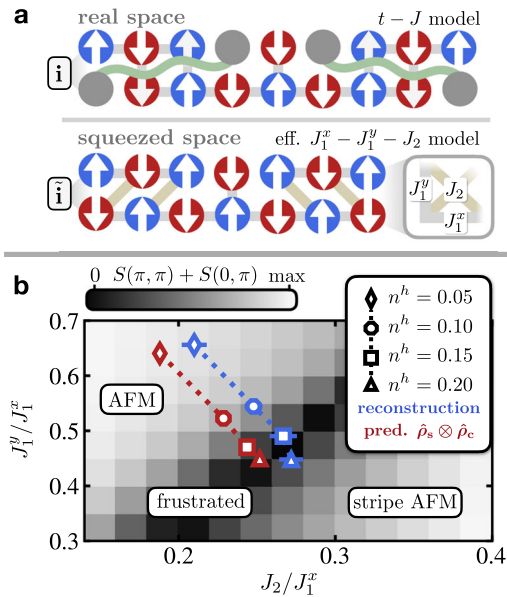 a
real space
t − J model
i
squeezed space
eff. J₁ˣ − J₁ʸ − J₂ model
ĩ
J₁ʸ J₂
J₁ˣ
b
0 S(π, π) + S(0, π) max
nʰ = 0.05
nʰ = 0.10
nʰ = 0.15
nʰ = 0.20
reconstruction
pred. ρ̂ₛ ⊗ ρ̂_c
0.7
0.6
0.5
0.4
0.3
J₁ʸ/J₁ˣ
AFM
frustrated
stripe AFM
0.2 0.3 0.4
J₂/J₁ˣ